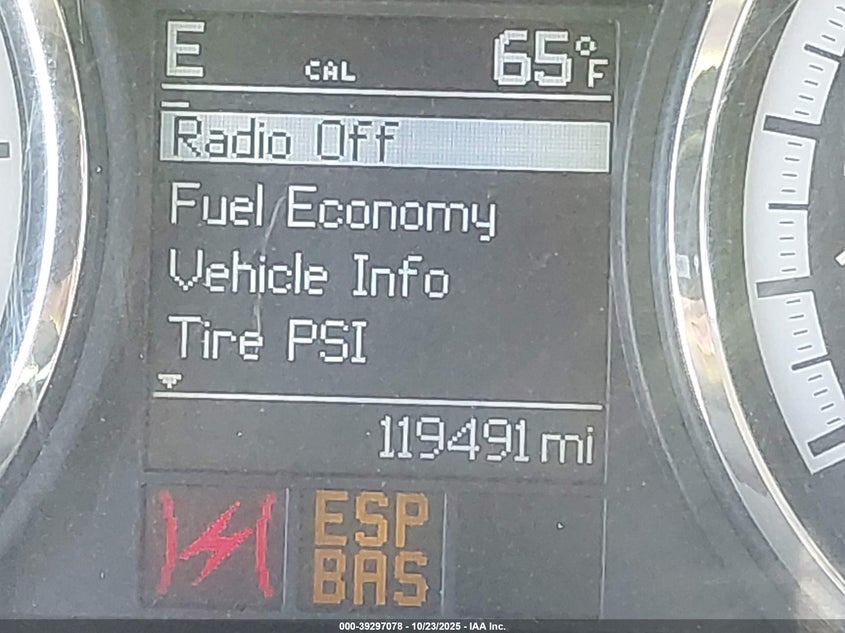 E CAL 65°F
Radio Off
Fuel Economy
Vehicle Info
Tire PSI
119491 mi
ESP
BAS
000-39297078 - 10/23/2025 - IAA Inc.